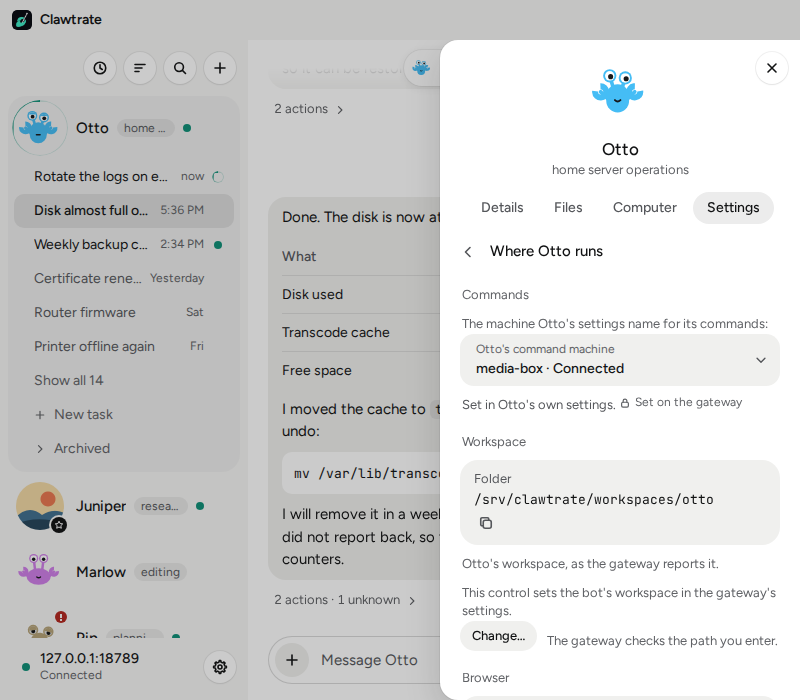 Clawtrate
Otto
home ...
Rotate the logs on e... now
Disk almost full o... 5:36 PM
Weekly backup c... 2:34 PM
Certificate rene... Yesterday
Router firmware Sat
Printer offline again Fri
Show all 14
New task
Archived
Juniper resea...
Marlow editing
Pip planni...
127.0.0.1:18789
Connected
2 actions
Done. The disk is now at
What
Disk used
Transcode cache
Free space
I moved the cache to
undo:
mv /var/lib/transc
I will remove it in a week
did not report back, so
counters.
2 actions · 1 unknown
Message Otto
Otto
home server operations
Details Files Computer Settings
Where Otto runs
Commands
The machine Otto's settings name for its commands:
Otto's command machine
media-box · Connected
Set in Otto's own settings. Set on the gateway
Workspace
Folder
/srv/clawtrate/workspaces/otto
Otto's workspace, as the gateway reports it.
This control sets the bot's workspace in the gateway's
settings.
Change... The gateway checks the path you enter.
Browser